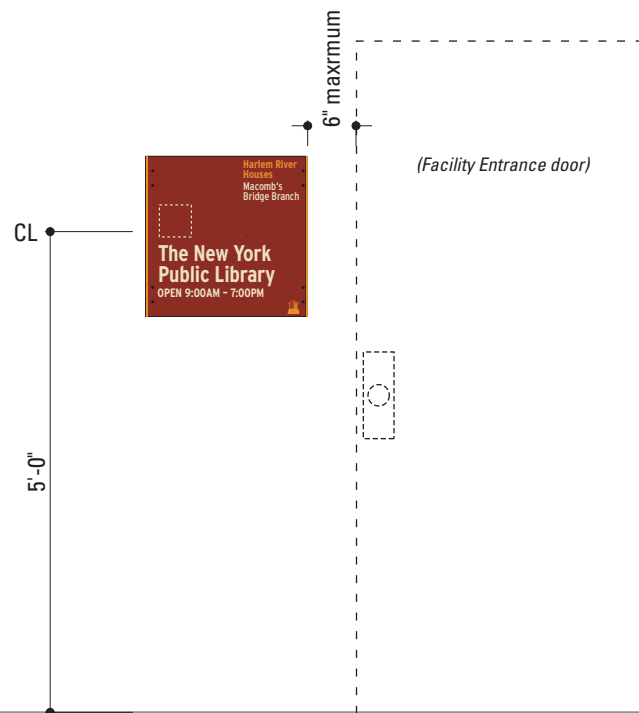 6" maxrmum
Harlem River
Houses
Macomb's
Bridge Branch
(Facility Entrance door)
CL
The New York
Public Library
OPEN 9:00AM – 7:00PM
5'-0"